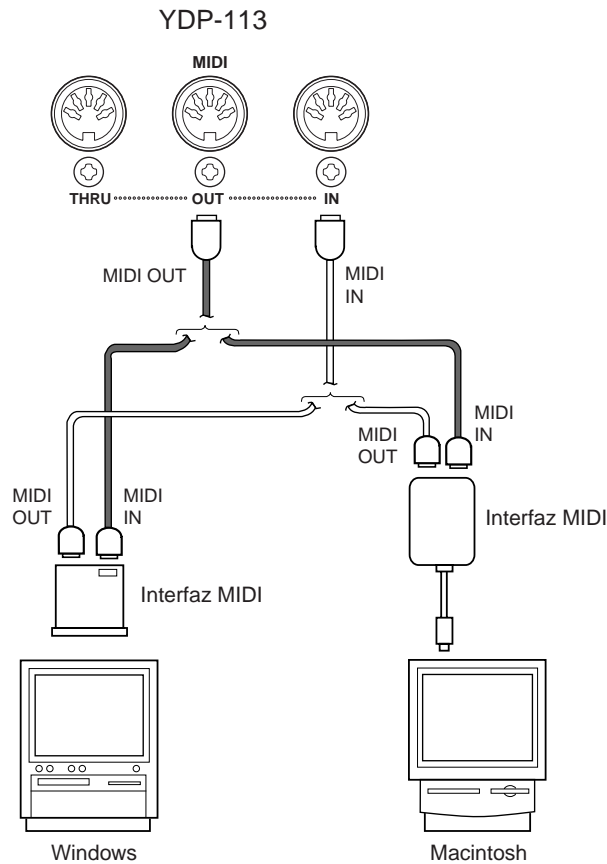 YDP-113
MIDI
THRU OUT IN
MIDI OUT
MIDI
IN
MIDI
OUT
MIDI
IN
MIDI
OUT
MIDI
IN
Interfaz MIDI
Interfaz MIDI
Windows
Macintosh